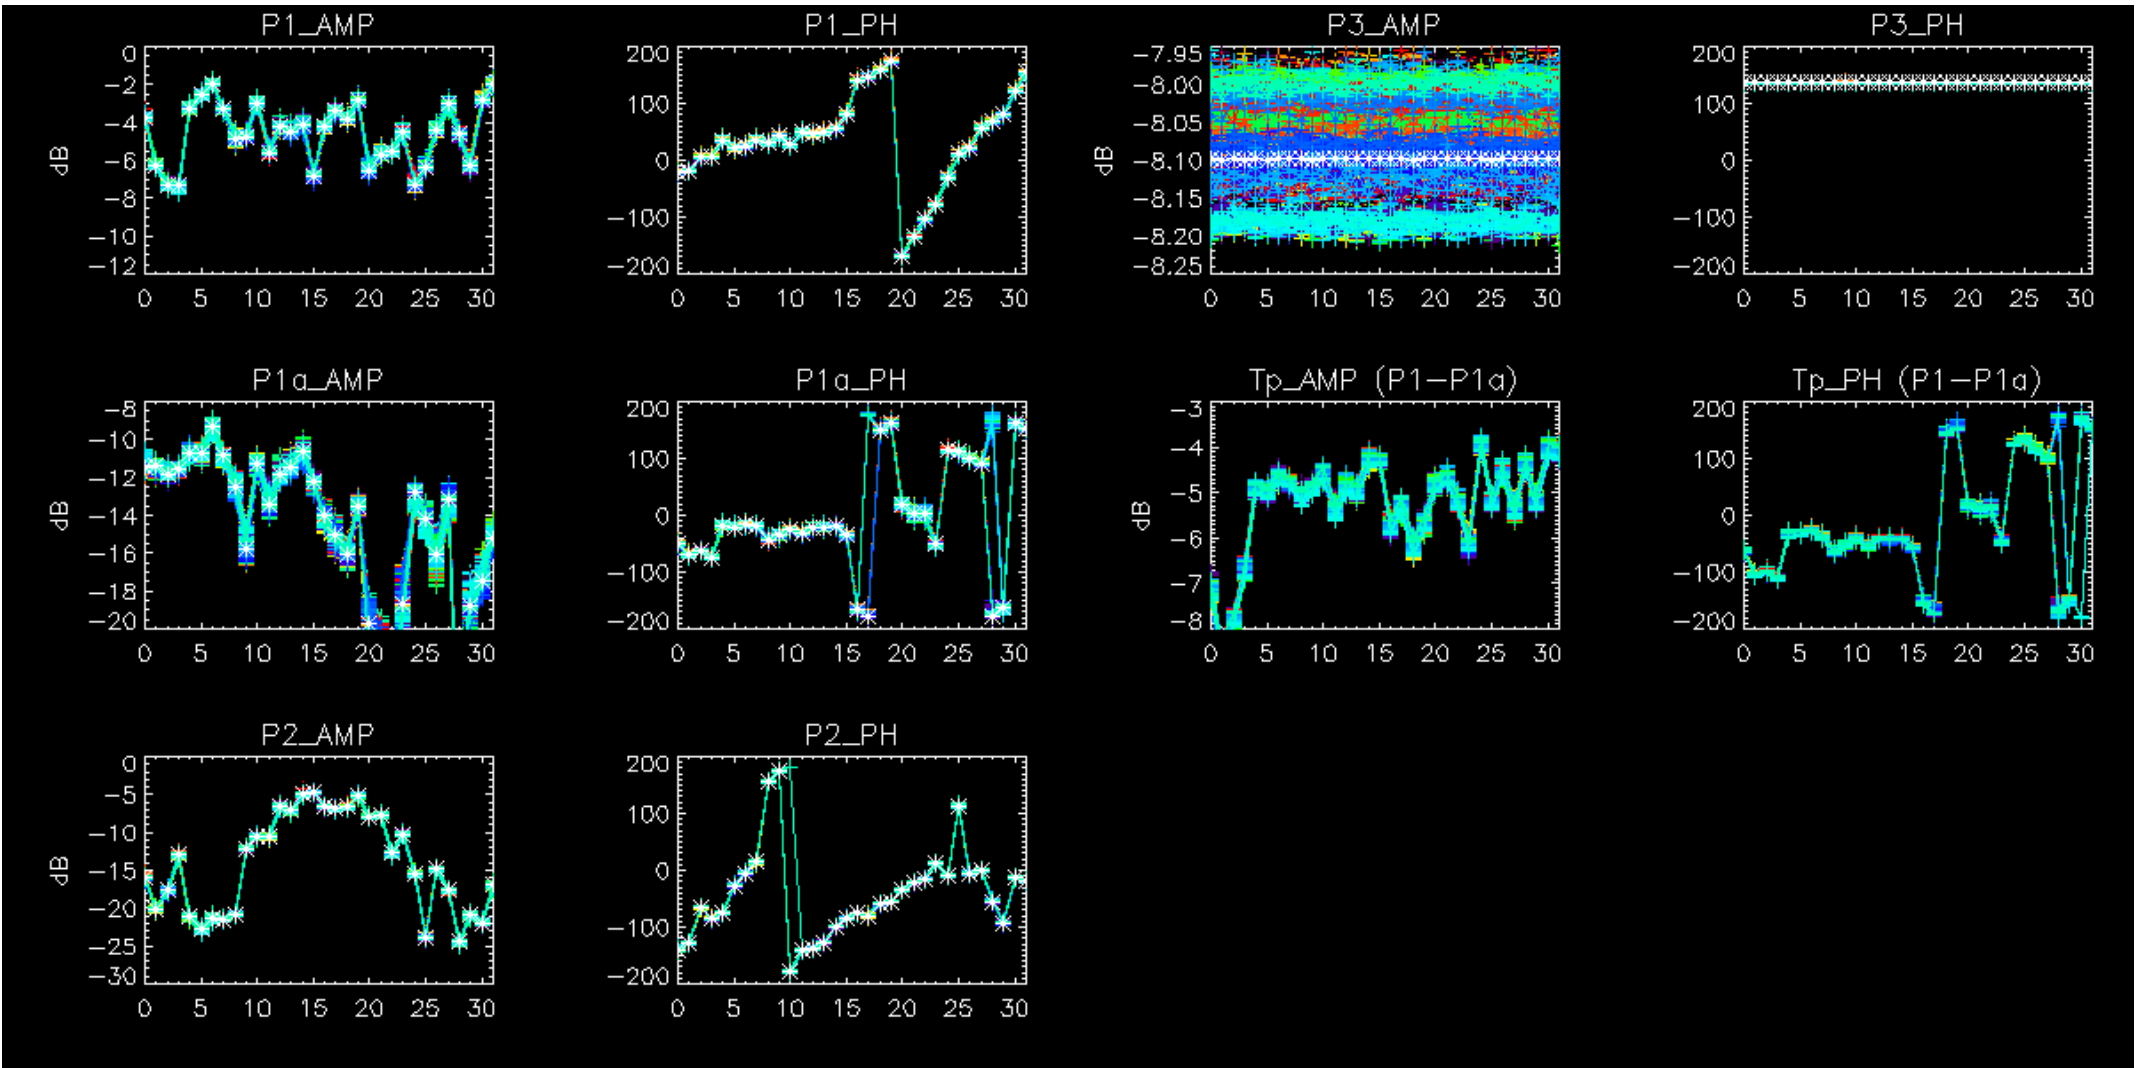 P1_AMP
dB
0
−2
−4
−6
−8
−10
−12
0 5 10 15 20 25 30
P1_PH
200
100
0
−100
−200
0 5 10 15 20 25 30
P3_AMP
dB
−7.95
−8.00
−8.05
−8.10
−8.15
−8.20
−8.25
0 5 10 15 20 25 30
P3_PH
200
100
0
−100
−200
0 5 10 15 20 25 30
P1a_AMP
dB
−8
−10
−12
−14
−16
−18
−20
0 5 10 15 20 25 30
P1a_PH
200
100
0
−100
−200
0 5 10 15 20 25 30
Tp_AMP (P1−P1a)
dB
−3
−4
−5
−6
−7
−8
0 5 10 15 20 25 30
Tp_PH (P1−P1a)
200
100
0
−100
−200
0 5 10 15 20 25 30
P2_AMP
dB
0
−5
−10
−15
−20
−25
−30
0 5 10 15 20 25 30
P2_PH
200
100
0
−100
−200
0 5 10 15 20 25 30